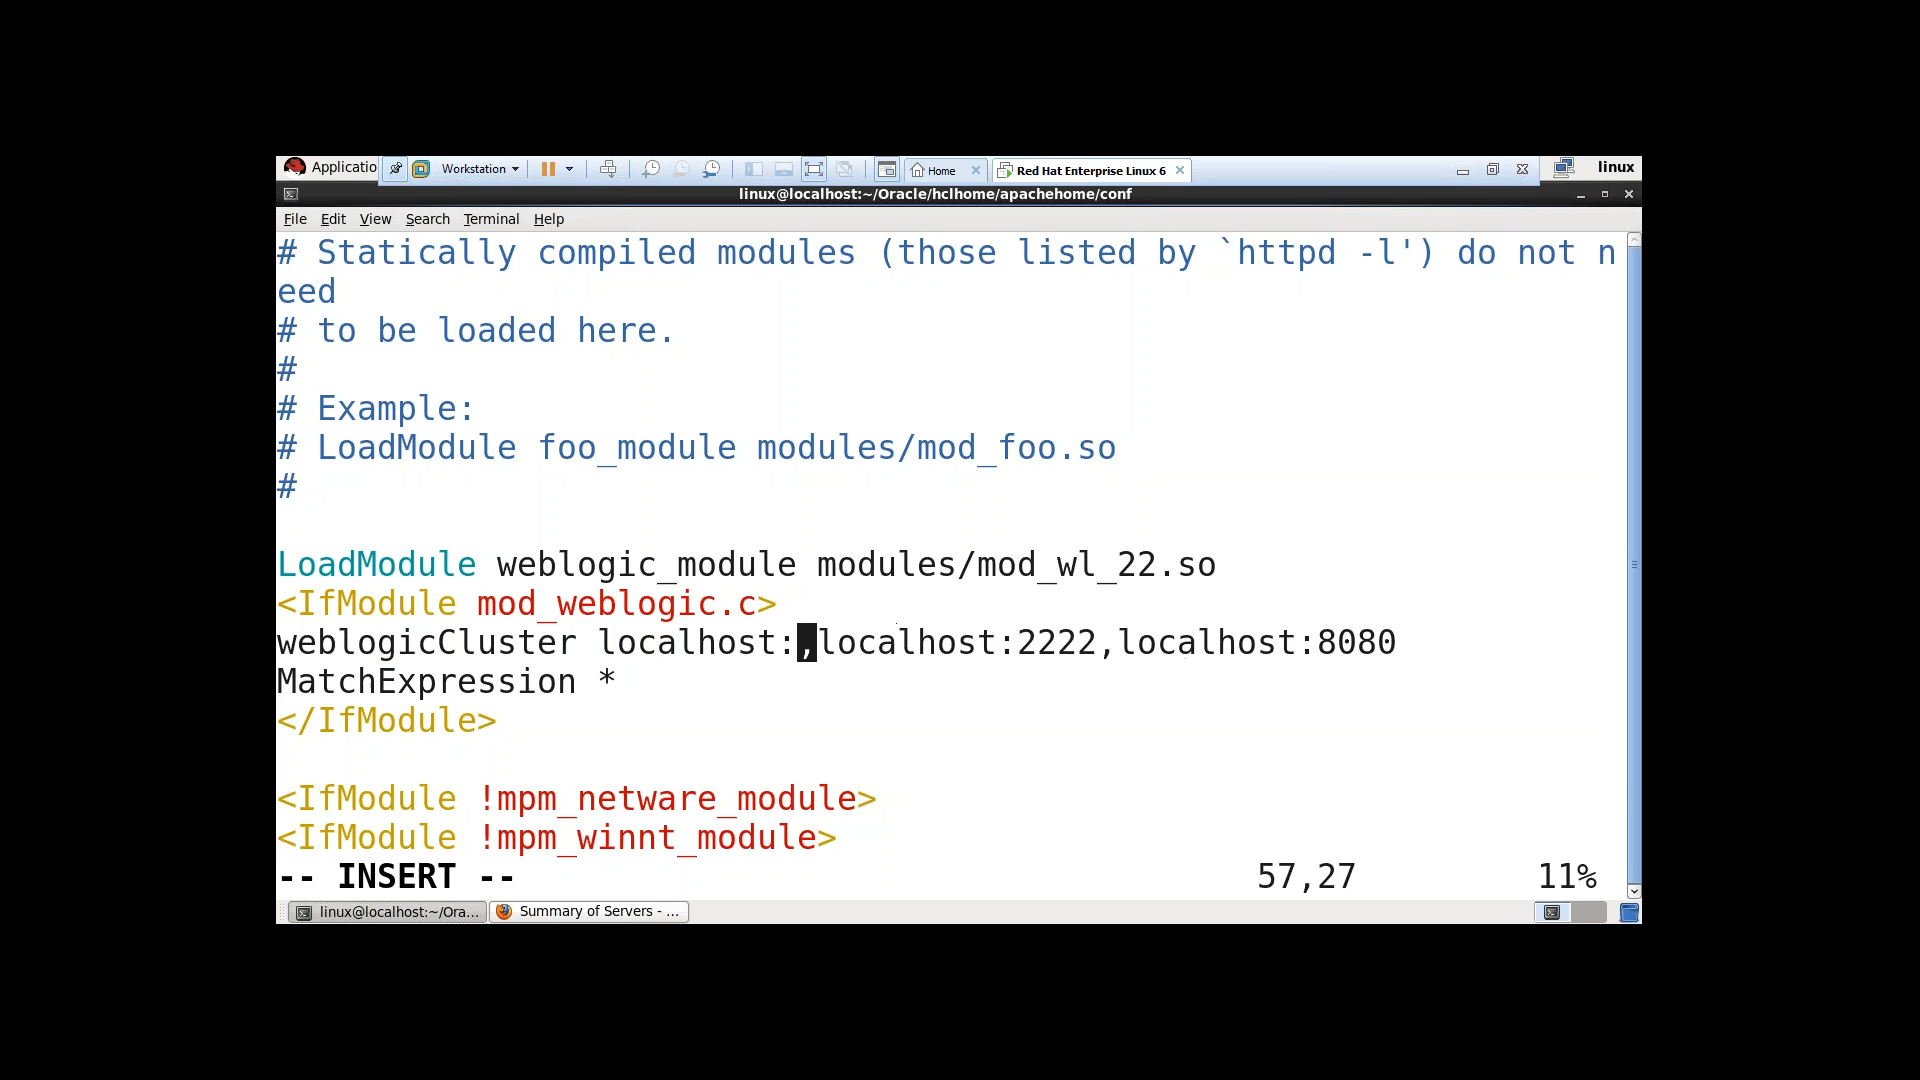 Applicatio Workstation Home Red Hat Enterprise Linux 6 linux
linux@localhost:~/Oracle/hclhome/apachehome/conf
File Edit View Search Terminal Help
# Statically compiled modules (those listed by `httpd -l') do not n
eed
# to be loaded here.
#
# Example:
# LoadModule foo_module modules/mod_foo.so
#
LoadModule weblogic_module modules/mod_wl_22.so
<IfModule mod_weblogic.c>
weblogicCluster localhost:,localhost:2222,localhost:8080
MatchExpression *
</IfModule>
<IfModule !mpm_netware_module>
<IfModule !mpm_winnt_module>
-- INSERT -- 57,27 11%
linux@localhost:~/Ora... Summary of Servers - ...